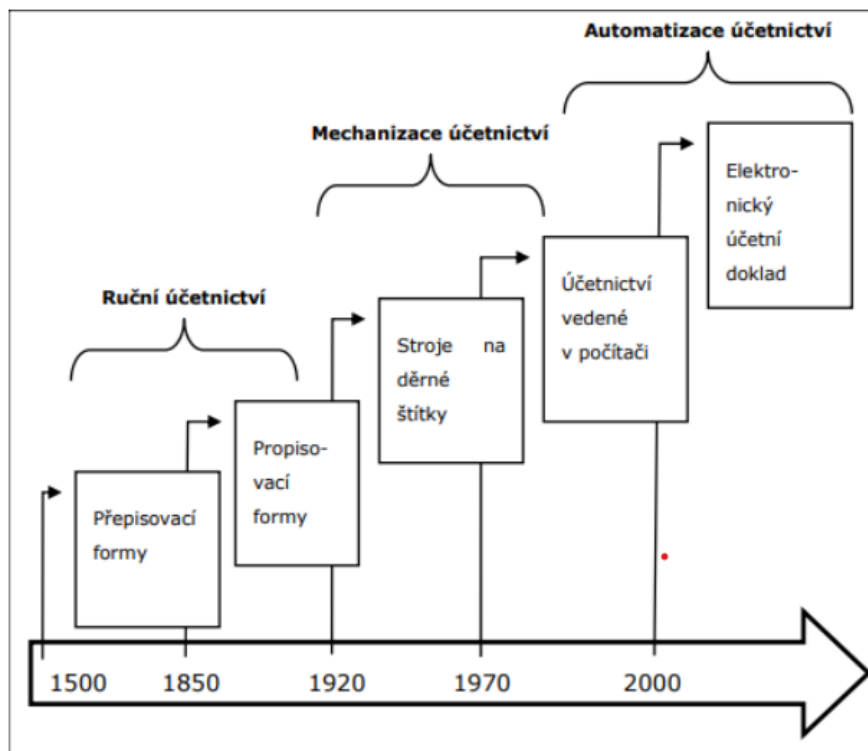 Automatizace účetnictví
Mechanizace účetnictví
Ruční účetnictví
Přepisovací
formy
Propiso-
vací
formy
Stroje na
děrné
štítky
Účetnictví
vedené
v počítači
Elektro-
nický
účetní
doklad
1500
1850
1920
1970
2000